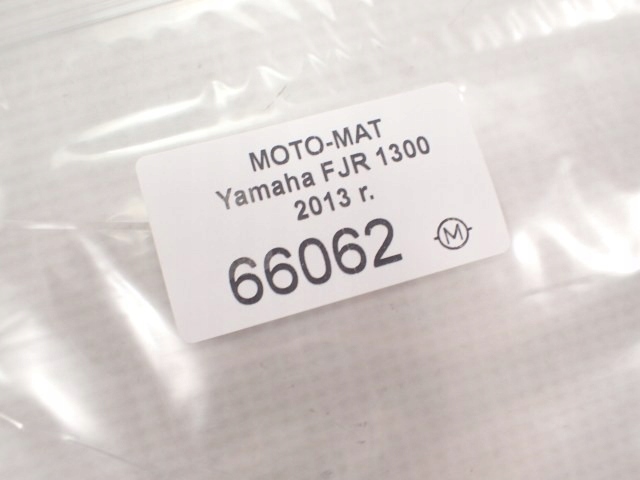 MOTO-MAT
Yamaha FJR 1300
2013 r.
66062
M